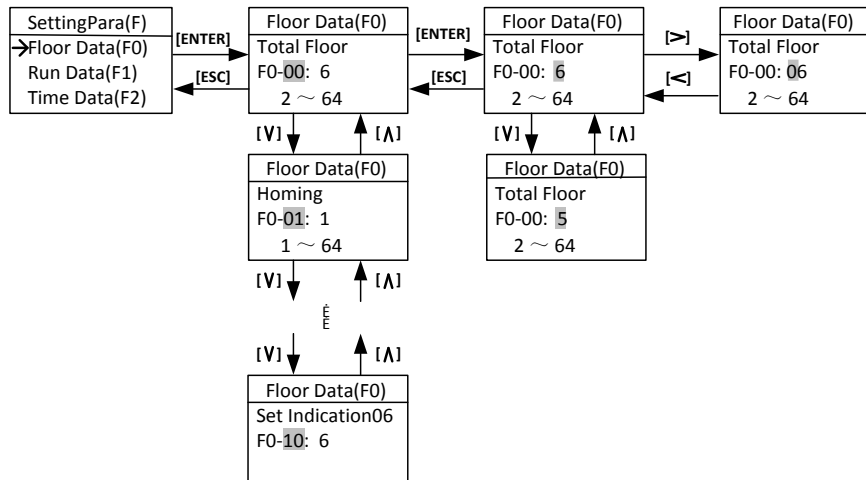 SettingPara(F)
→Floor Data(F0)
Run Data(F1)
Time Data(F2)
[ENTER]
[ESC]
Floor Data(F0)
Total Floor
F0-00: 6
2 ～ 64
[ENTER]
[ESC]
Floor Data(F0)
Total Floor
F0-00: 6
2 ～ 64
[>]
[<]
Floor Data(F0)
Total Floor
F0-00: 06
2 ～ 64
[∨]
[∧]
[∨]
[∧]
Floor Data(F0)
Homing
F0-01: 1
1 ～ 64
Floor Data(F0)
Total Floor
F0-00: 5
2 ～ 64
[∨]
[∧]
[∨]
[∧]
Floor Data(F0)
Set Indication06
F0-10: 6